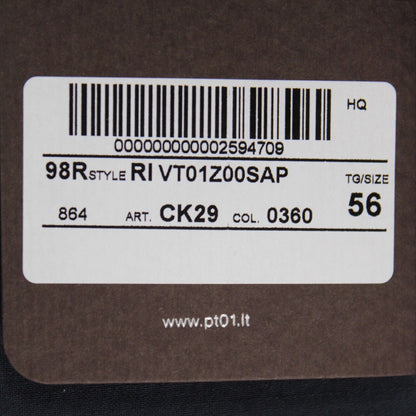 HQ
000000000002594709
98R STYLE RI VT01Z00SAP
TG/SIZE
864 ART. CK29 COL. 0360
56
www.pt01.it